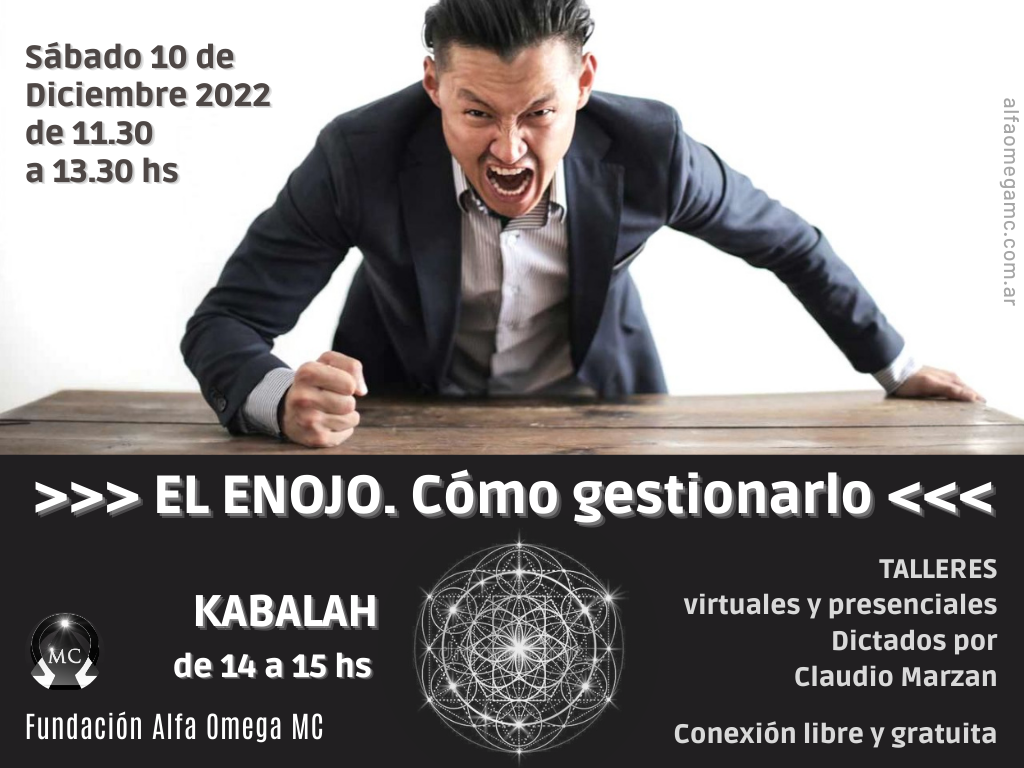 Sábado 10 de
Diciembre 2022
de 11.30
a 13.30 hs
alfaomegamc.com.ar
>>> EL ENOJO. Cómo gestionarlo <<<
KABALAH
de 14 a 15 hs
MC
Fundación Alfa Omega MC
TALLERES
virtuales y presenciales
Dictados por
Claudio Marzan
Conexión libre y gratuita